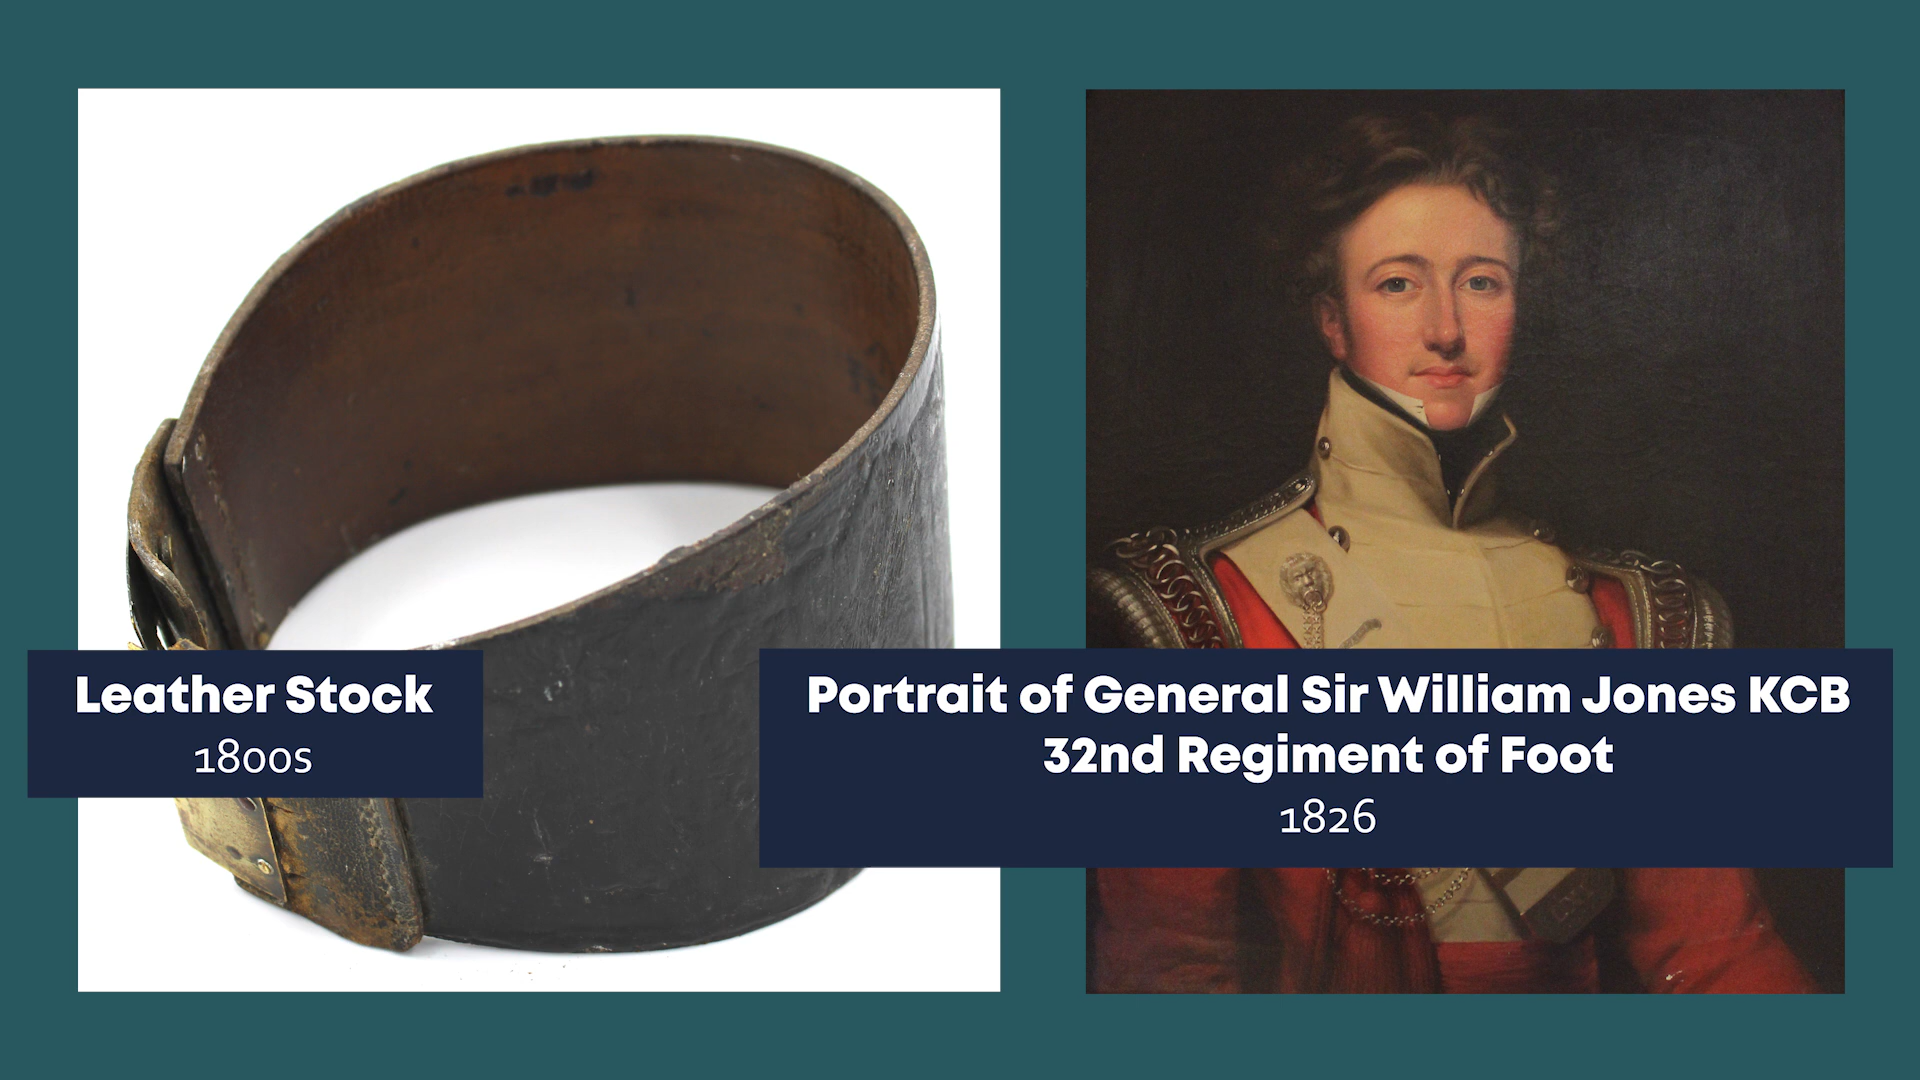 Leather Stock
1800s
Portrait of General Sir William Jones KCB
32nd Regiment of Foot
1826